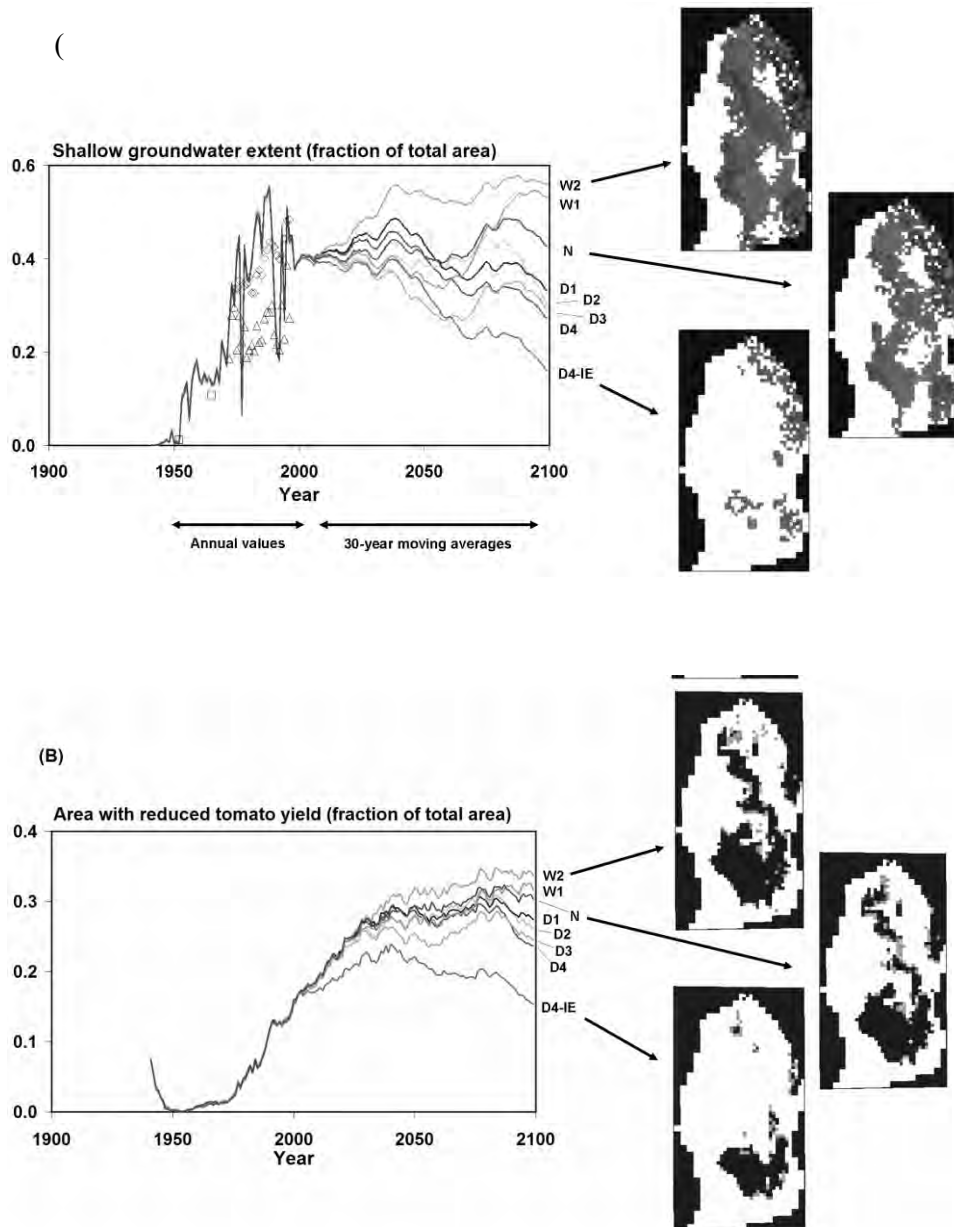 (
Shallow groundwater extent (fraction of total area)
0.6
0.4
0.2
0.0
1900
1950
2000
2050
2100
Year
Annual values
30-year moving averages
W2
W1
N
D1
D2
D3
D4
D4-IE
(B)
Area with reduced tomato yield (fraction of total area)
0.4
0.3
0.2
0.1
0.0
1900
1950
2000
2050
2100
Year
W2
W1
N
D1
D2
D3
D4
D4-IE